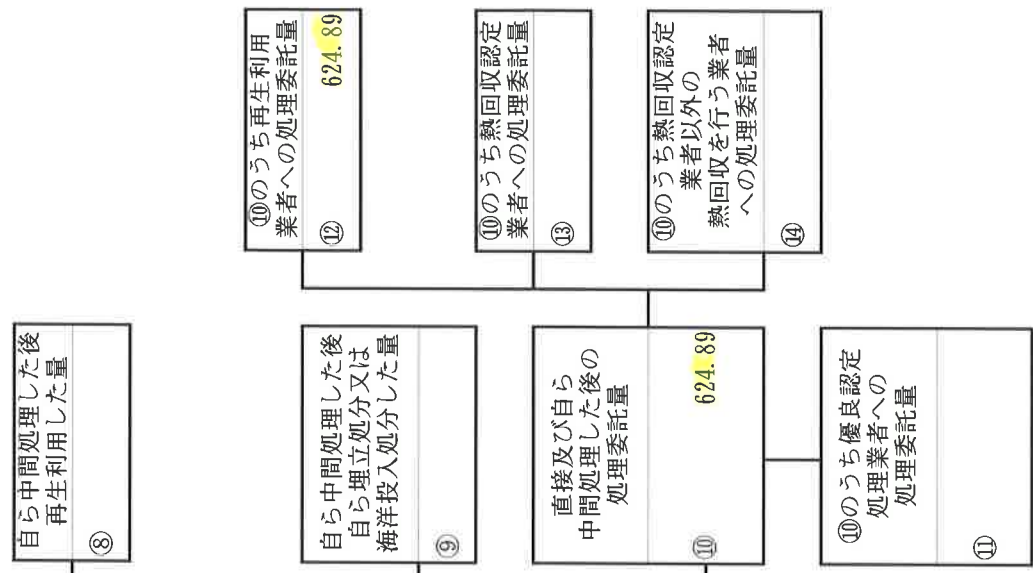 自ら中間処理した後
再生利用した量
⑧
自ら中間処理した後
自ら埋立処分又は
海洋投入処分した量
⑨
直接及び自ら
中間処理した後の
処理委託量
⑩
624.89
⑩のうち優良認定
処理業者への
処理委託量
⑪
⑩のうち再生利用
業者への処理委託量
⑫
624.89
⑩のうち熱回収認定
業者への処理委託量
⑬
⑩のうち熱回収認定
業者以外の
熱回収を行う業者
への処理委託量
⑭